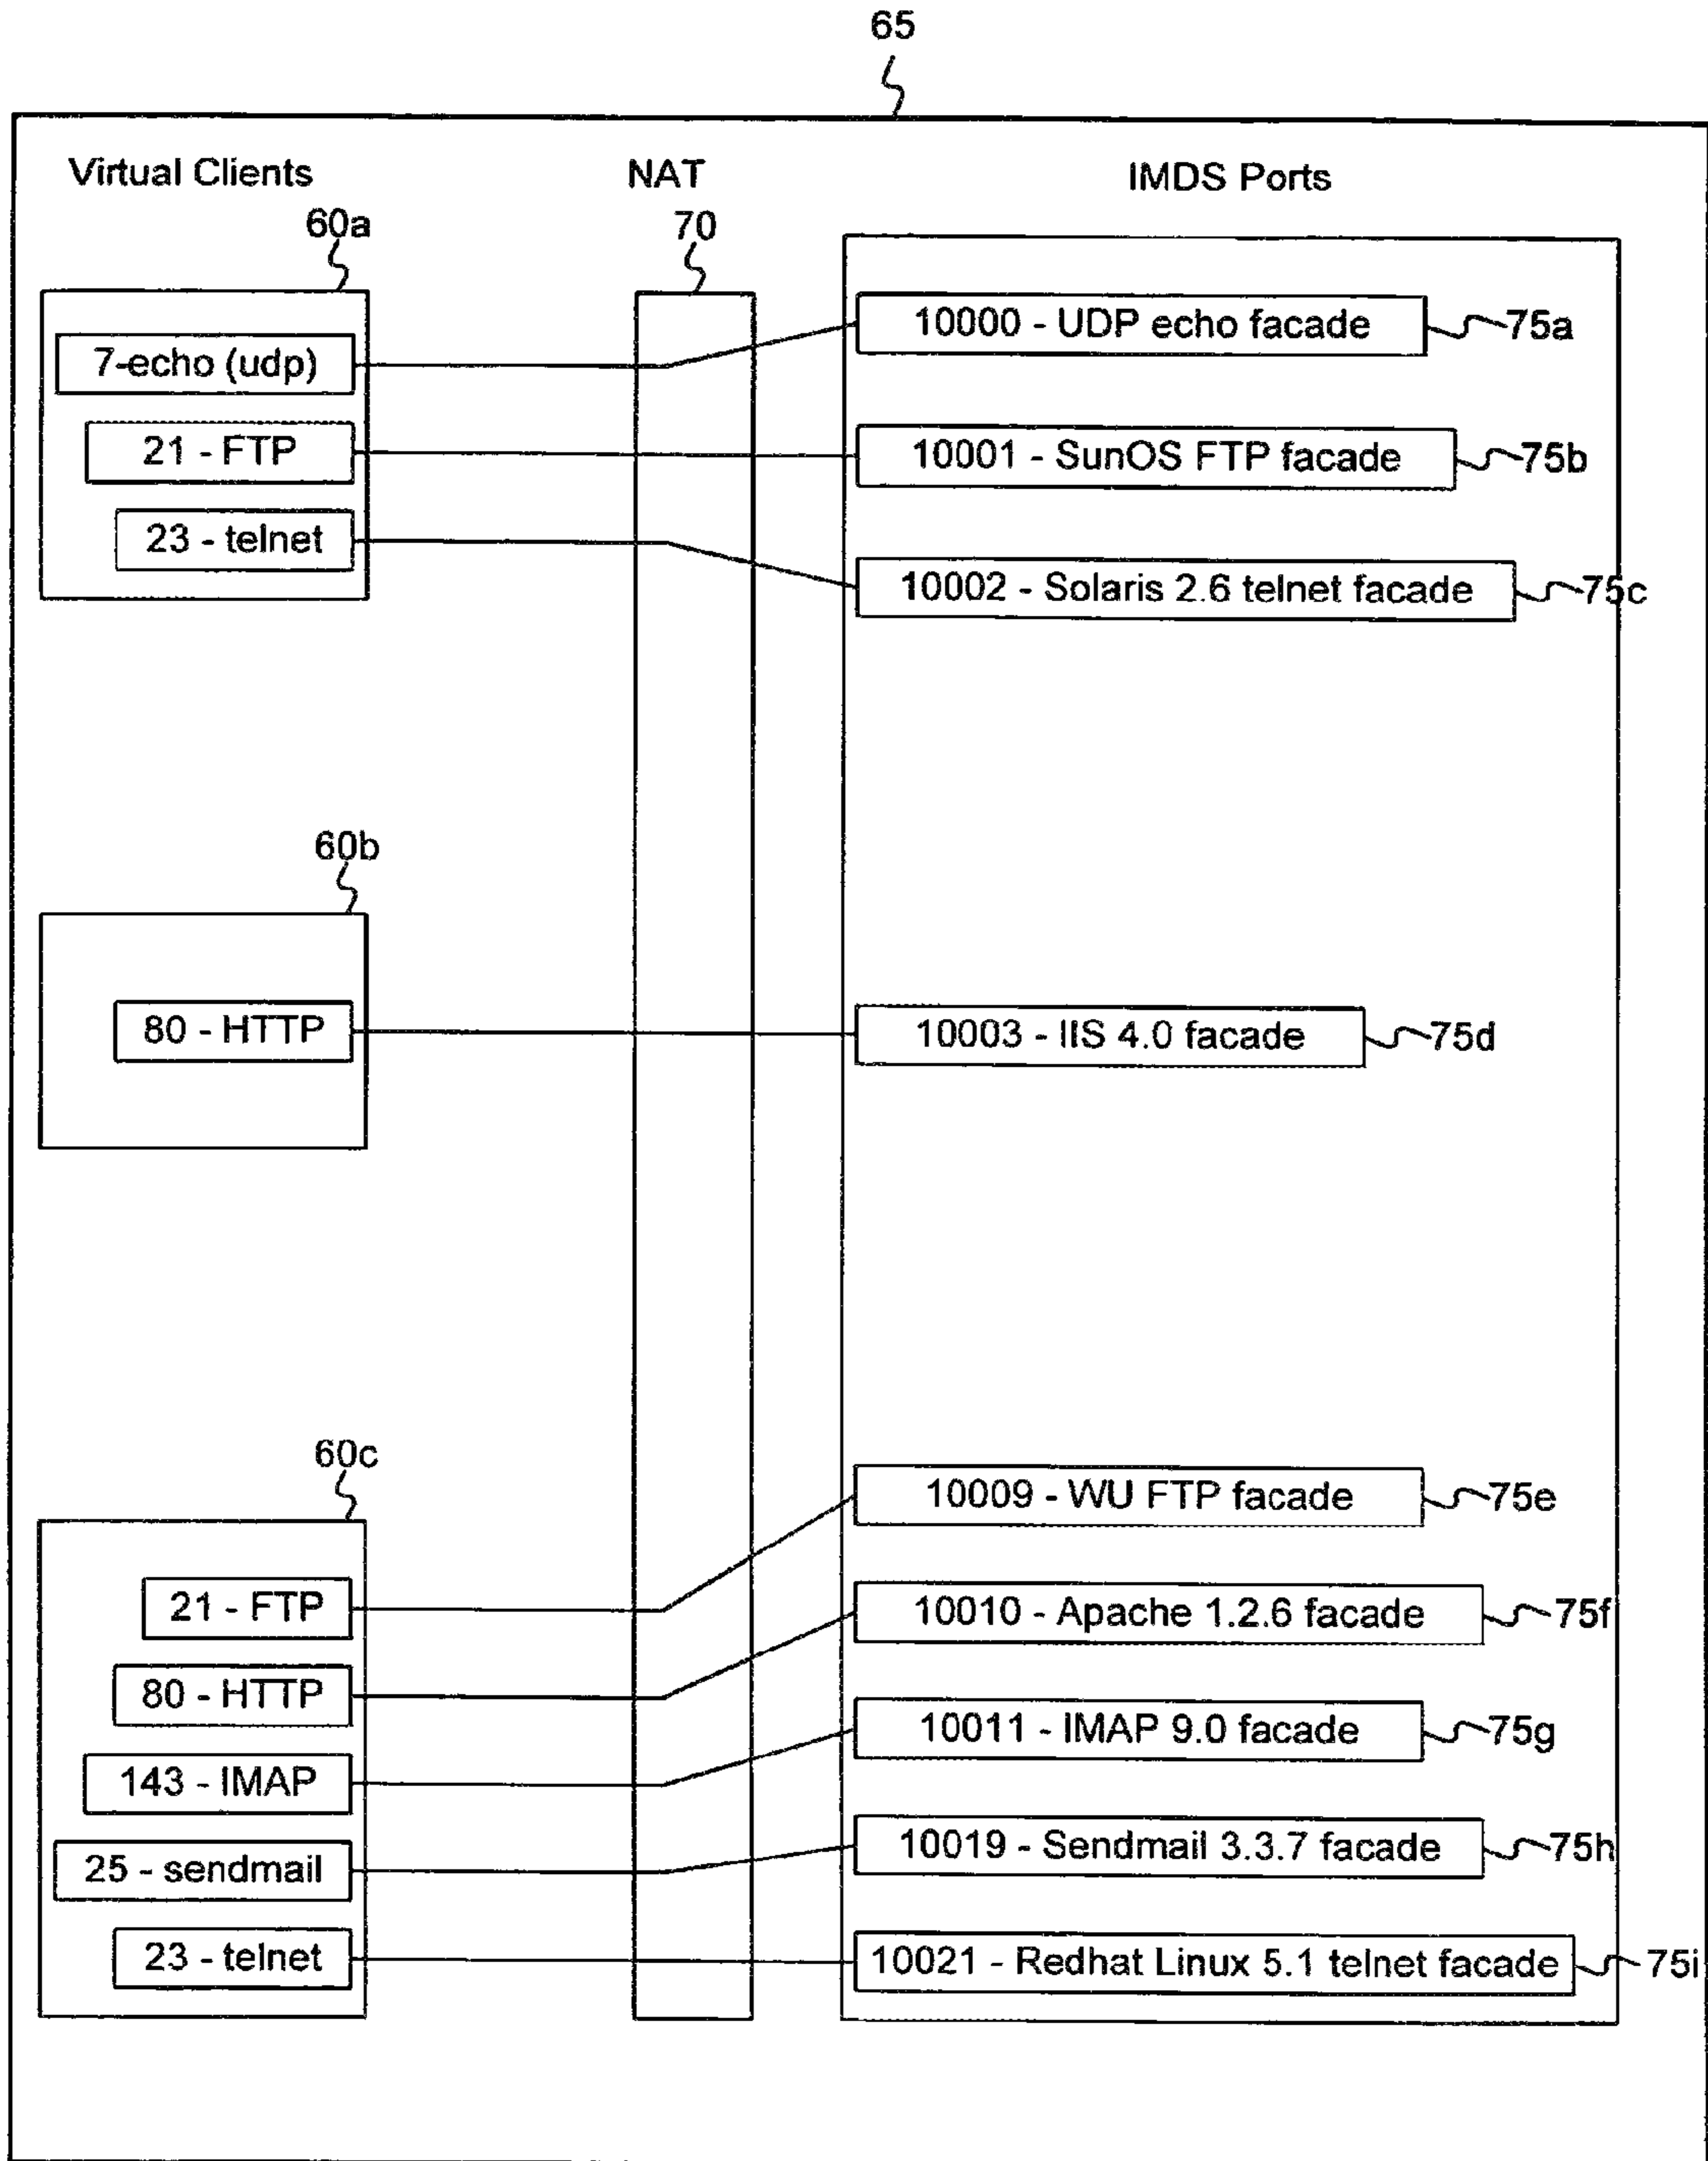 65
Virtual Clients NAT IMDS Ports
60a 70
7-echo (udp) 10000 - UDP echo facade 75a
21 - FTP 10001 - SunOS FTP facade 75b
23 - telnet 10002 - Solaris 2.6 telnet facade 75c
60b
80 - HTTP 10003 - IIS 4.0 facade 75d
60c
10009 - WU FTP facade 75e
21 - FTP 10010 - Apache 1.2.6 facade 75f
80 - HTTP 10011 - IMAP 9.0 facade 75g
143 - IMAP
25 - sendmail 10019 - Sendmail 3.3.7 facade 75h
23 - telnet 10021 - Redhat Linux 5.1 telnet facade 75i